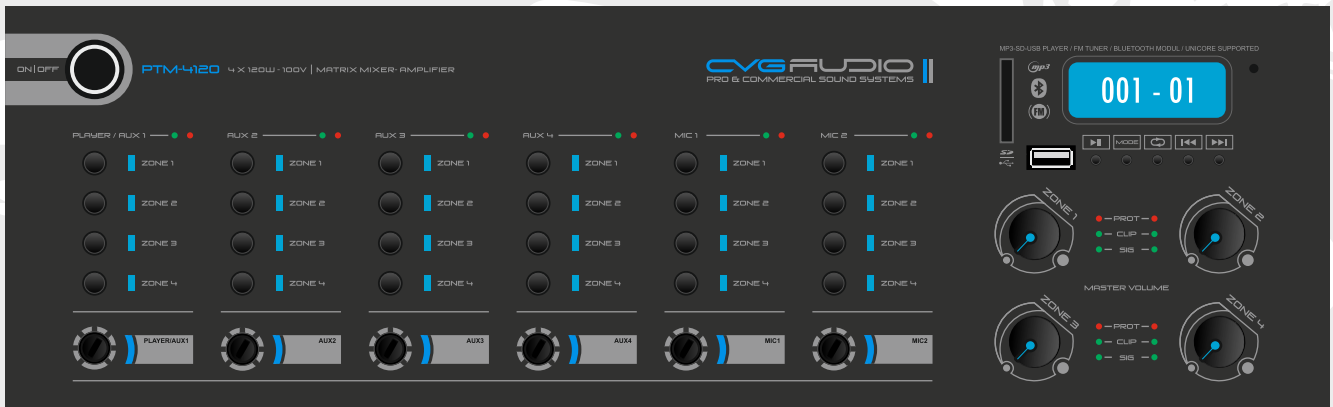 ON|OFF
PTM-4120 4 X 120W - 100V | MATRIX MIXER- AMPLIFIER
CVGAUDIO
PRO & COMMERCIAL SOUND SYSTEMS
MP3-SD-USB PLAYER / FM TUNER / BLUETOOTH MODUL / UNICORE SUPPORTED
mp3
FM
001 - 01
MODE
SD
PLAYER / AUX 1
ZONE 1
ZONE 2
ZONE 3
ZONE 4
PLAYER/AUX1
AUX 2
ZONE 1
ZONE 2
ZONE 3
ZONE 4
AUX2
AUX 3
ZONE 1
ZONE 2
ZONE 3
ZONE 4
AUX3
AUX 4
ZONE 1
ZONE 2
ZONE 3
ZONE 4
AUX4
MIC 1
ZONE 1
ZONE 2
ZONE 3
ZONE 4
MIC1
MIC 2
ZONE 1
ZONE 2
ZONE 3
ZONE 4
MIC2
ZONE 1
PROT
CLIP
SIG
ZONE 2
MASTER VOLUME
ZONE 3
PROT
CLIP
SIG
ZONE 4